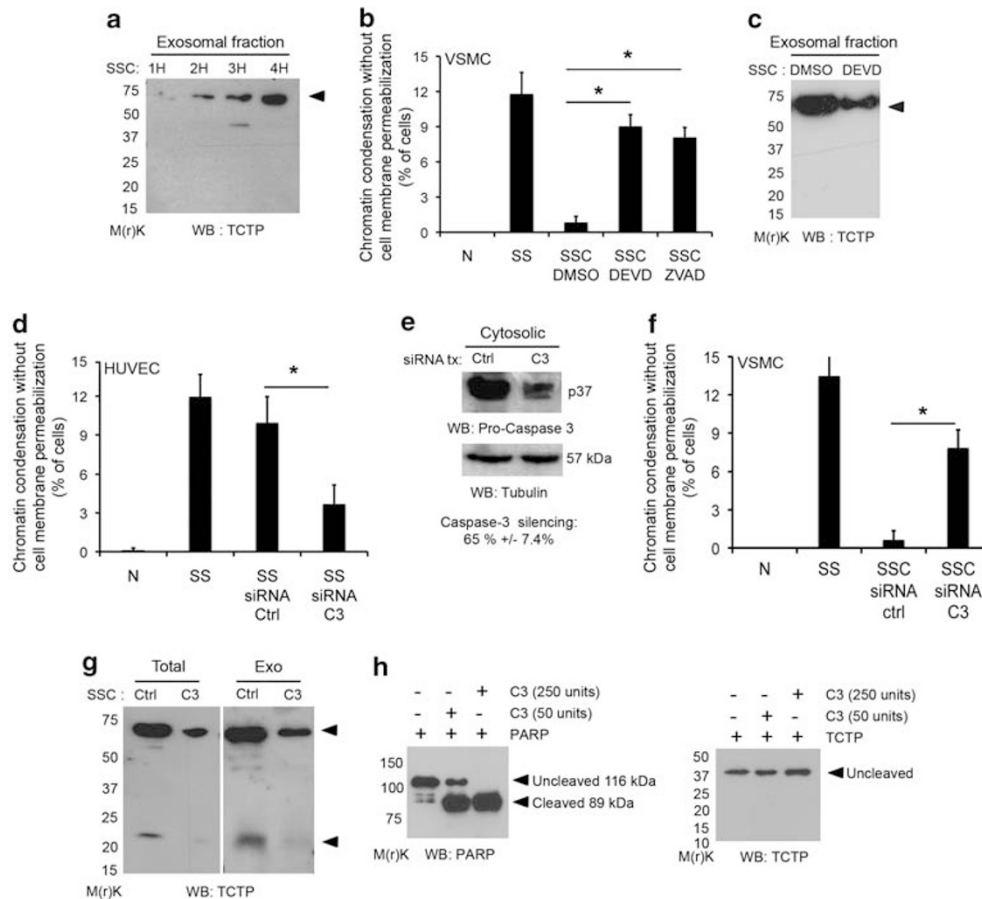 a
Exosomal fraction
SSC: 1H 2H 3H 4H
75
50
37
25
20
15
M(r)K WB : TCTP
b
VSMC
Chromatin condensation without
cell membrane permeabilization
(% of cells)
15
12
9
6
3
0
* *
N SS SSC DMSO SSC DEVD SSC ZVAD
c
Exosomal fraction
SSC : DMSO DEVD
75
50
37
25
20
15
M(r)K WB : TCTP
d
HUVEC
Chromatin condensation without
cell membrane permeabilization
(% of cells)
15
12
9
6
3
0
*
N SS SS siRNA Ctrl SS siRNA C3
e
Cytosolic
siRNA tx: Ctrl C3
p37
WB: Pro-Caspase 3
57 kDa
WB: Tubulin
Caspase-3 silencing:
65 % +/- 7.4%
f
VSMC
Chromatin condensation without
cell membrane permeabilization
(% of cells)
15
12
9
6
3
0
*
N SS SSC siRNA ctrl SSC siRNA C3
g
Total Exo
SSC : Ctrl C3 Ctrl C3
75
50
37
25
20
15
M(r)K WB: TCTP
h
- - + C3 (250 units)
- + - C3 (50 units)
+ + + PARP
150
100
75
Uncleaved 116 kDa
Cleaved 89 kDa
M(r)K WB: PARP
- - + C3 (250 units)
- + - C3 (50 units)
+ + + TCTP
50
37
25
20
15
10
Uncleaved
M(r)K WB: TCTP